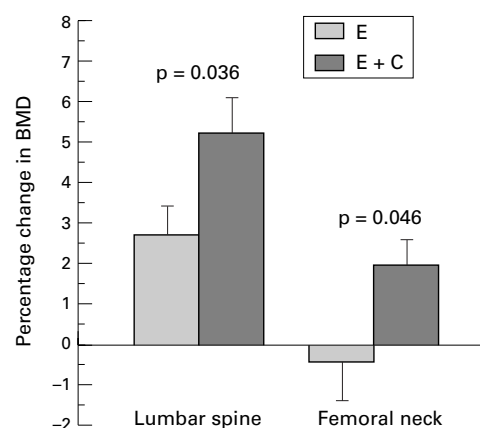 8
7
6
5
4
3
2
1
0
–1
–2
Percentage change in BMD
E
E + C
p = 0.036
p = 0.046
Lumbar spine
Femoral neck